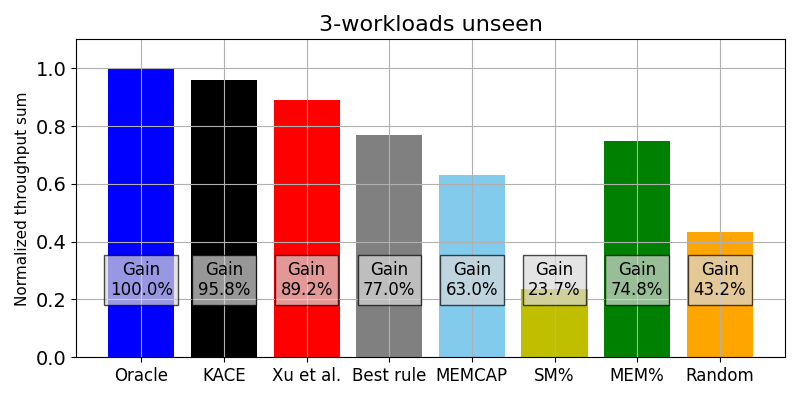 3-workloads unseen
Normalized throughput sum
1.0
0.8
0.6
0.4
0.2
0.0
Gain
100.0%
Gain
95.8%
Gain
89.2%
Gain
77.0%
Gain
63.0%
Gain
23.7%
Gain
74.8%
Gain
43.2%
Oracle
KACE
Xu et al.
Best rule
MEMCAP
SM%
MEM%
Random